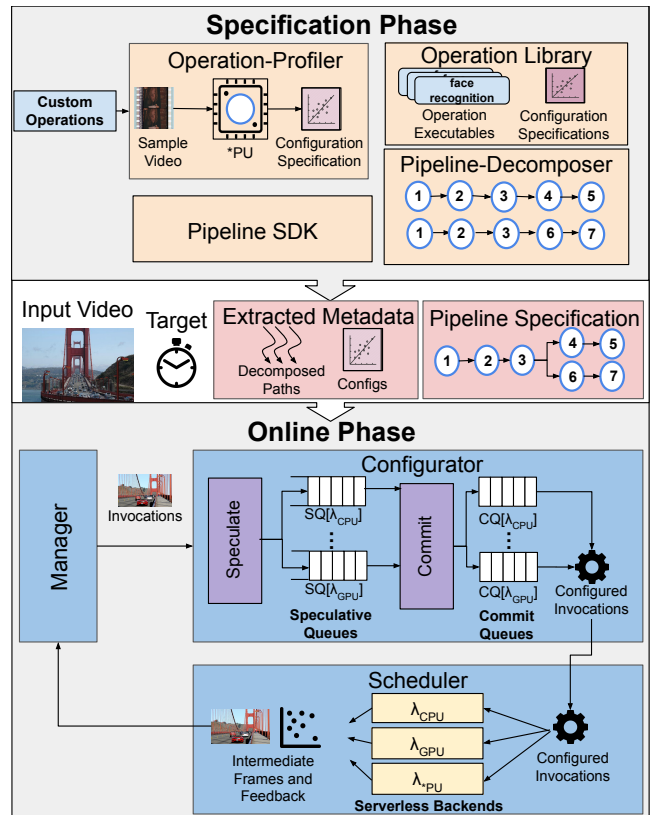 Specification Phase
Operation-Profiler
Custom
Operations
Sample
Video
*PU
Configuration
Specification
Operation Library
face
recognition
Operation
Executables
Configuration
Specifications
Pipeline-Decomposer
1 2 3 4 5
1 2 3 6 7
Pipeline SDK
Input Video
Target
Extracted Metadata
Decomposed
Paths
Configs
Pipeline Specification
1 2 3 4 5
6 7
Online Phase
Manager
Invocations
Configurator
Speculate
SQ[λCPU]
SQ[λGPU]
Speculative
Queues
Commit
CQ[λCPU]
CQ[λGPU]
Commit
Queues
Configured
Invocations
Scheduler
Intermediate
Frames and
Feedback
λCPU
λGPU
λ*PU
Serverless Backends
Configured
Invocations